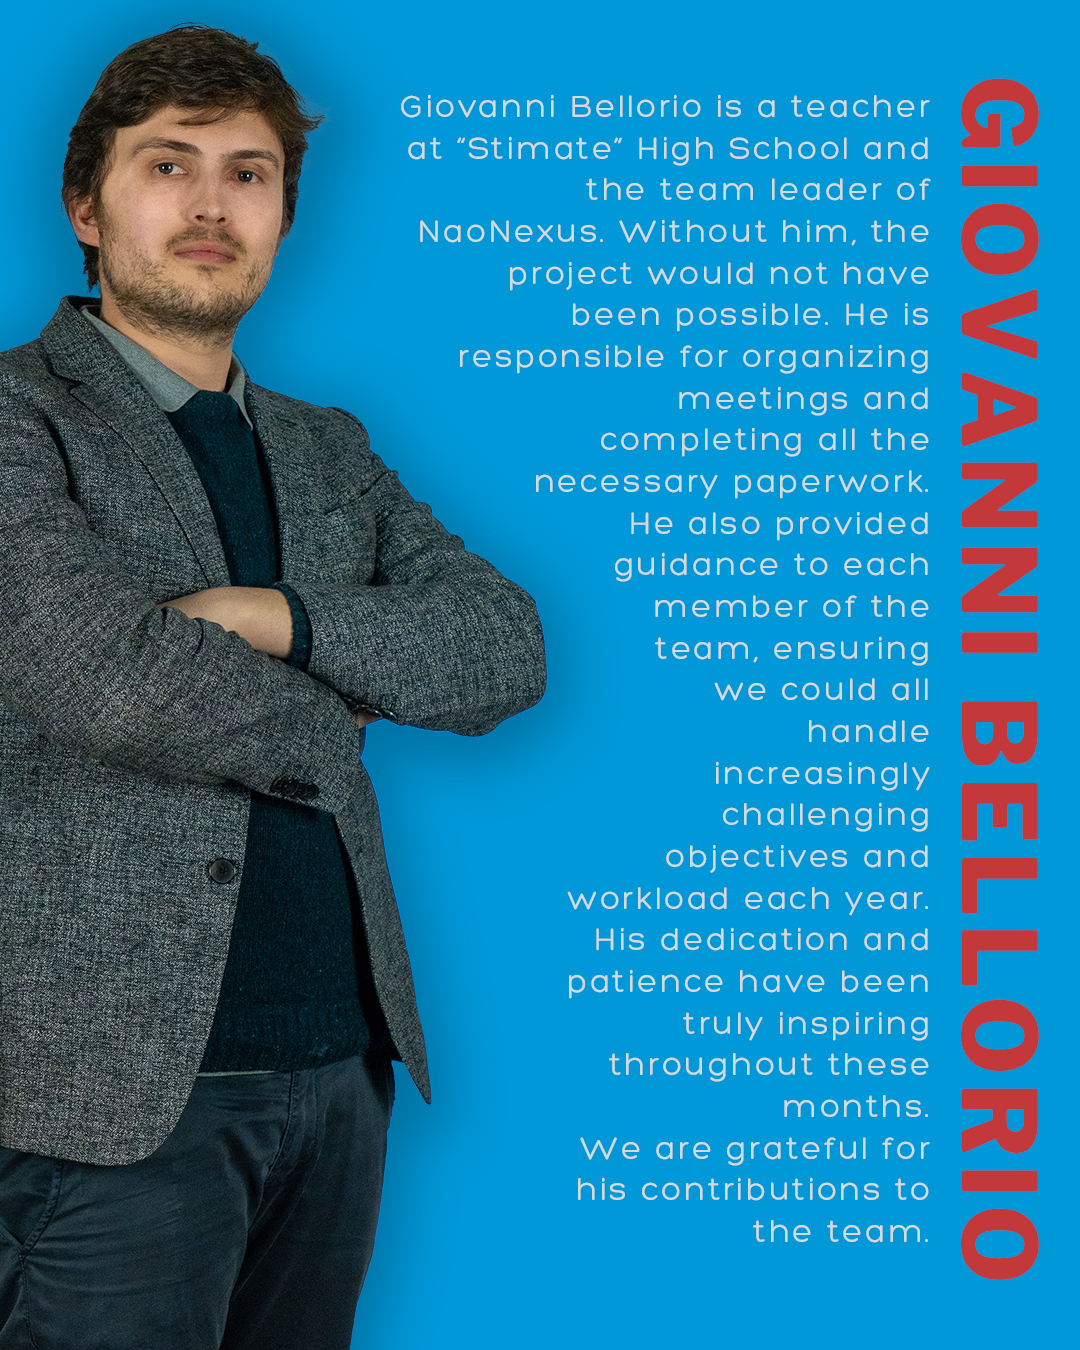 Giovanni Bellorio is a teacher
at "Stimate" High School and
the team leader of
NaoNexus. Without him, the
project would not have
been possible. He is
responsible for organizing
meetings and
completing all the
necessary paperwork.
He also provided
guidance to each
member of the
team, ensuring
we could all
handle
increasingly
challenging
objectives and
workload each year.
His dedication and
patience have been
truly inspiring
throughout these
months.
We are grateful for
his contributions to
the team.
GIOVANNI BELLORIO